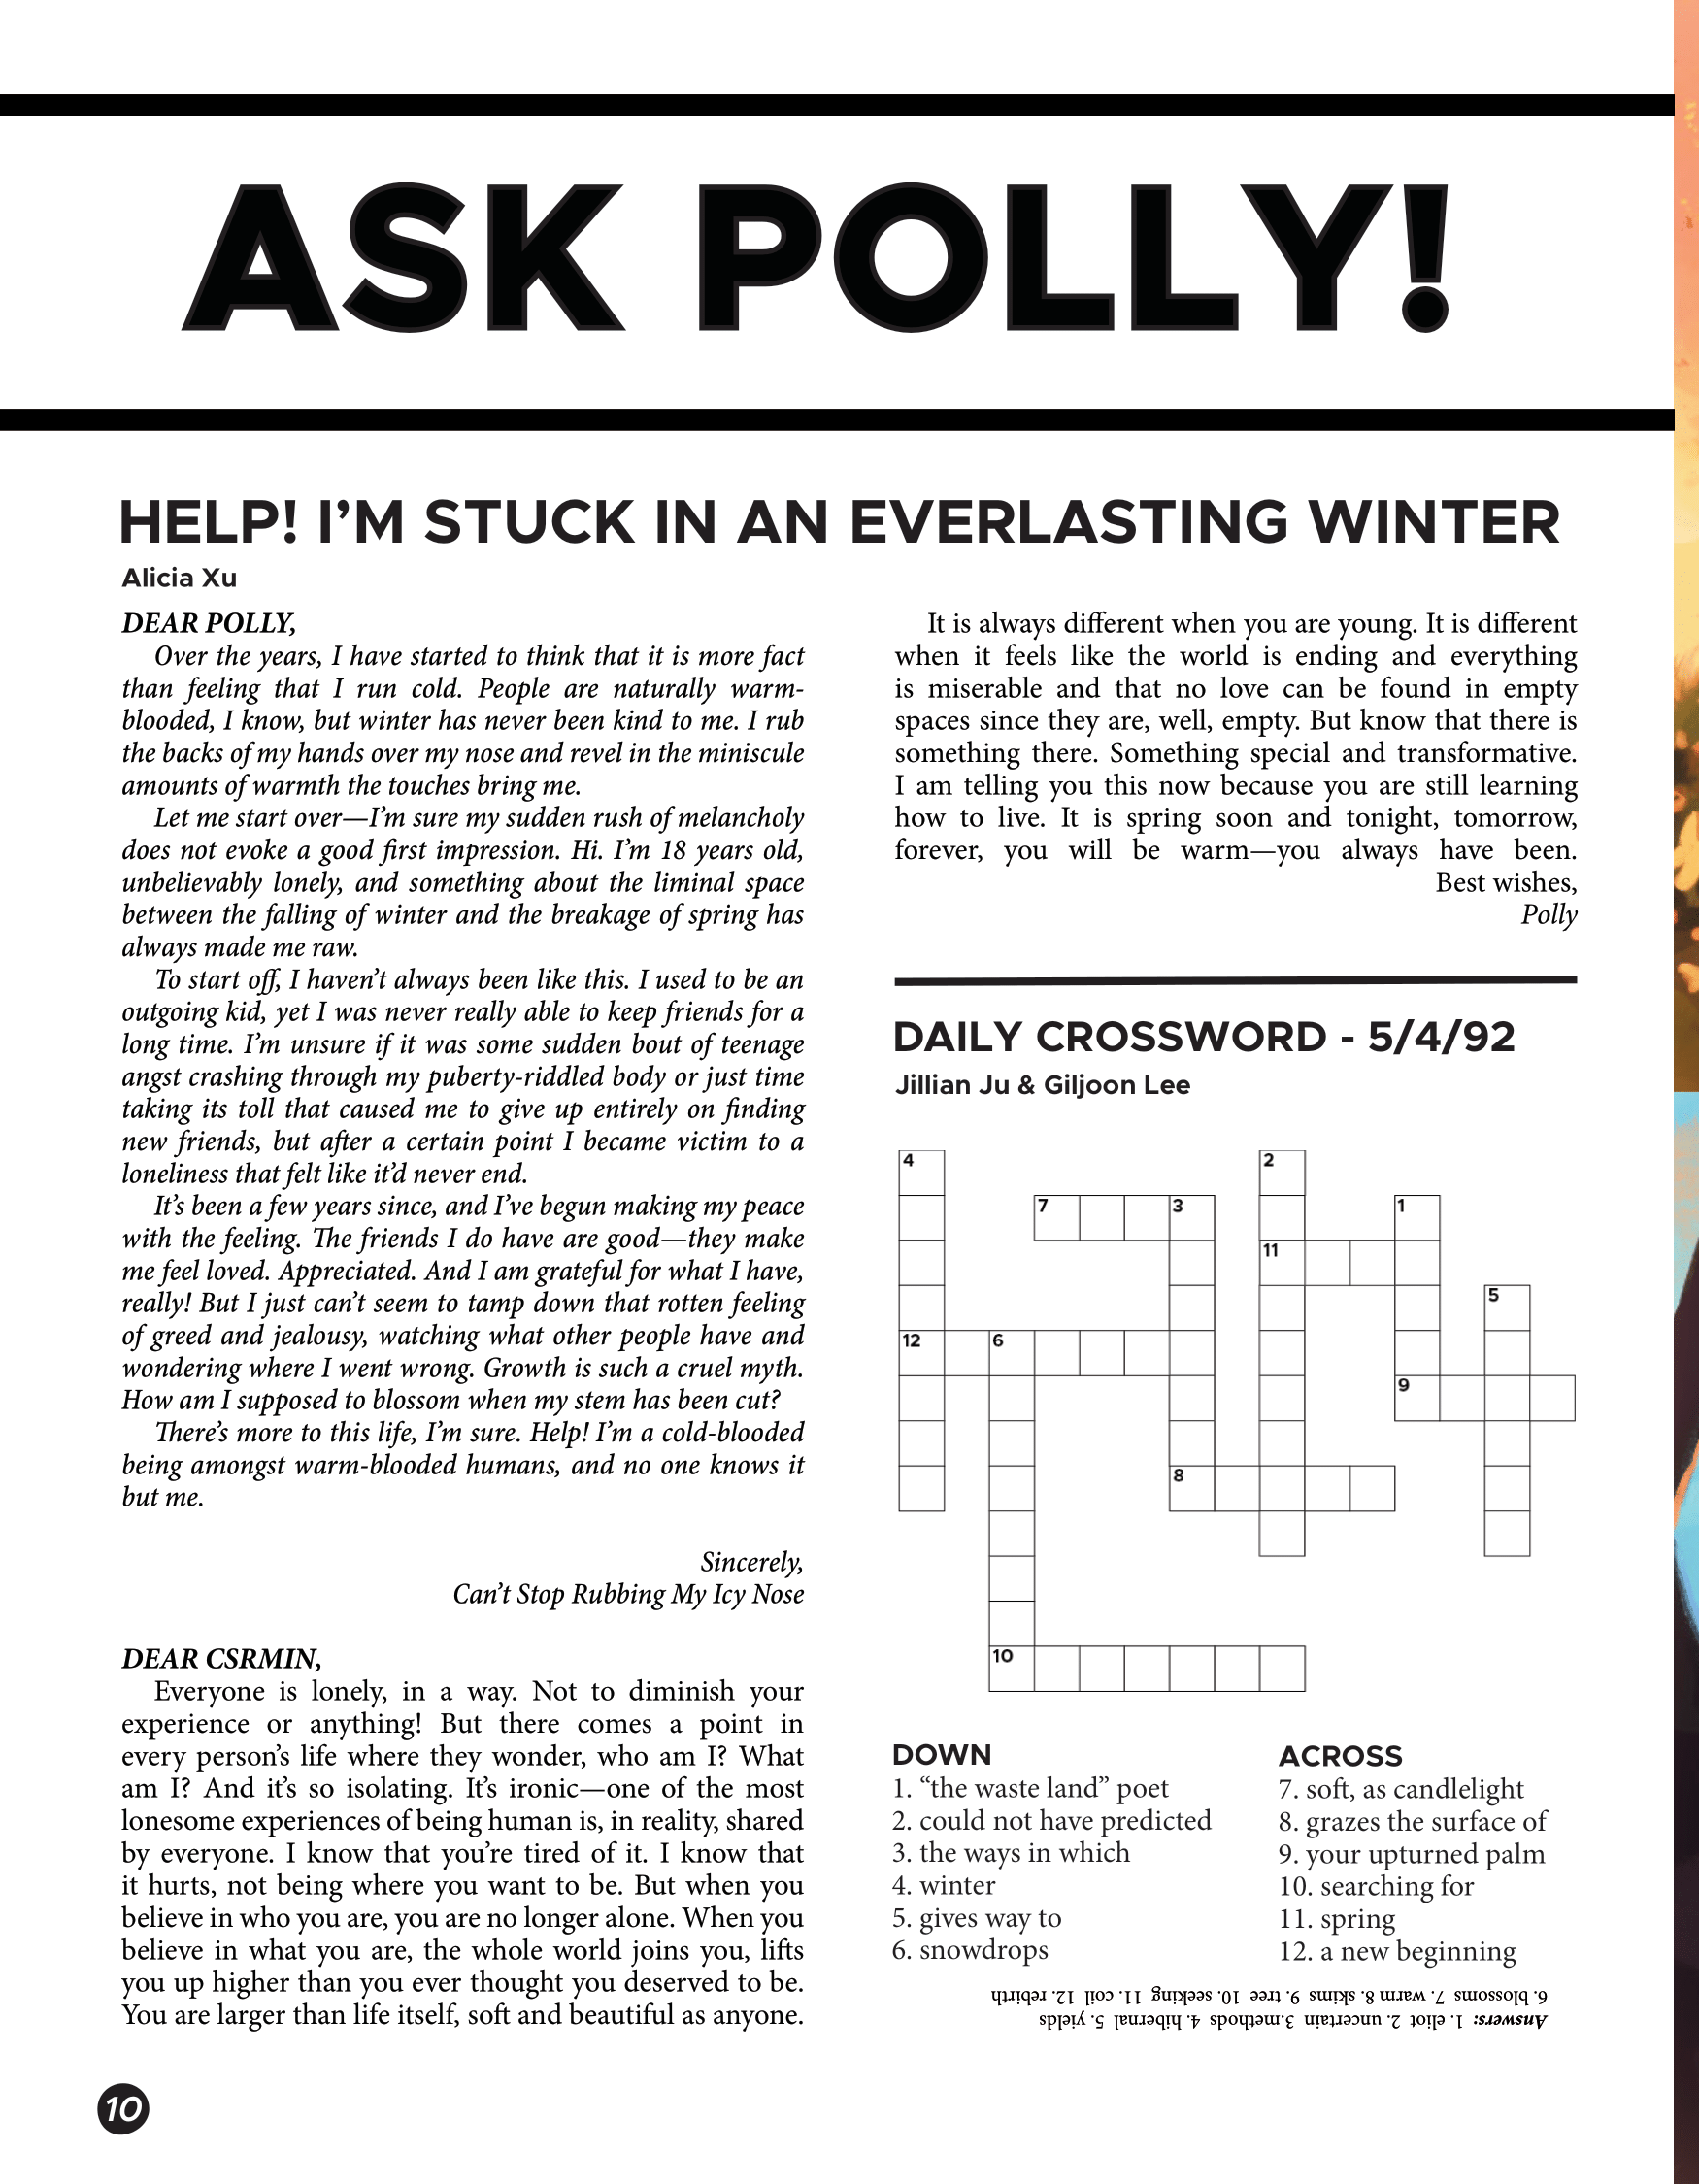 ASK POLLY!
HELP! I’M STUCK IN AN EVERLASTING WINTER
Alicia Xu
DEAR POLLY,
Over the years, I have started to think that it is more fact
than feeling that I run cold. People are naturally warm-
blooded, I know, but winter has never been kind to me. I rub
the backs of my hands over my nose and revel in the miniscule
amounts of warmth the touches bring me.
Let me start over—I’m sure my sudden rush of melancholy
does not evoke a good first impression. Hi. I’m 18 years old,
unbelievably lonely, and something about the liminal space
between the falling of winter and the breakage of spring has
always made me raw.
To start off, I haven’t always been like this. I used to be an
outgoing kid, yet I was never really able to keep friends for a
long time. I’m unsure if it was some sudden bout of teenage
angst crashing through my puberty-riddled body or just time
taking its toll that caused me to give up entirely on finding
new friends, but after a certain point I became victim to a
loneliness that felt like it’d never end.
It’s been a few years since, and I’ve begun making my peace
with the feeling. The friends I do have are good—they make
me feel loved. Appreciated. And I am grateful for what I have,
really! But I just can’t seem to tamp down that rotten feeling
of greed and jealousy, watching what other people have and
wondering where I went wrong. Growth is such a cruel myth.
How am I supposed to blossom when my stem has been cut?
There’s more to this life, I’m sure. Help! I’m a cold-blooded
being amongst warm-blooded humans, and no one knows it
but me.
Sincerely,
Can’t Stop Rubbing My Icy Nose
DEAR CSRMIN,
Everyone is lonely, in a way. Not to diminish your
experience or anything! But there comes a point in
every person’s life where they wonder, who am I? What
am I? And it’s so isolating. It’s ironic—one of the most
lonesome experiences of being human is, in reality, shared
by everyone. I know that you’re tired of it. I know that
it hurts, not being where you want to be. But when you
believe in who you are, you are no longer alone. When you
believe in what you are, the whole world joins you, lifts
you up higher than you ever thought you deserved to be.
You are larger than life itself, soft and beautiful as anyone.
It is always different when you are young. It is different
when it feels like the world is ending and everything
is miserable and that no love can be found in empty
spaces since they are, well, empty. But know that there is
something there. Something special and transformative.
I am telling you this now because you are still learning
how to live. It is spring soon and tonight, tomorrow,
forever, you will be warm—you always have been.
Best wishes,
Polly
DAILY CROSSWORD - 5/4/92
Jillian Ju & Giljoon Lee
4 2
7 3 1
11
5
12 6
9
8
10
DOWN
1. “the waste land” poet
2. could not have predicted
3. the ways in which
4. winter
5. gives way to
6. snowdrops
ACROSS
7. soft, as candlelight
8. grazes the surface of
9. your upturned palm
10. searching for
11. spring
12. a new beginning
Answers: 1. eliot 2. uncertain 3.methods 4. hibernal 5. yields
6. blossoms 7. warm 8. skims 9. tree 10. seeking 11. coil 12. rebirth
10